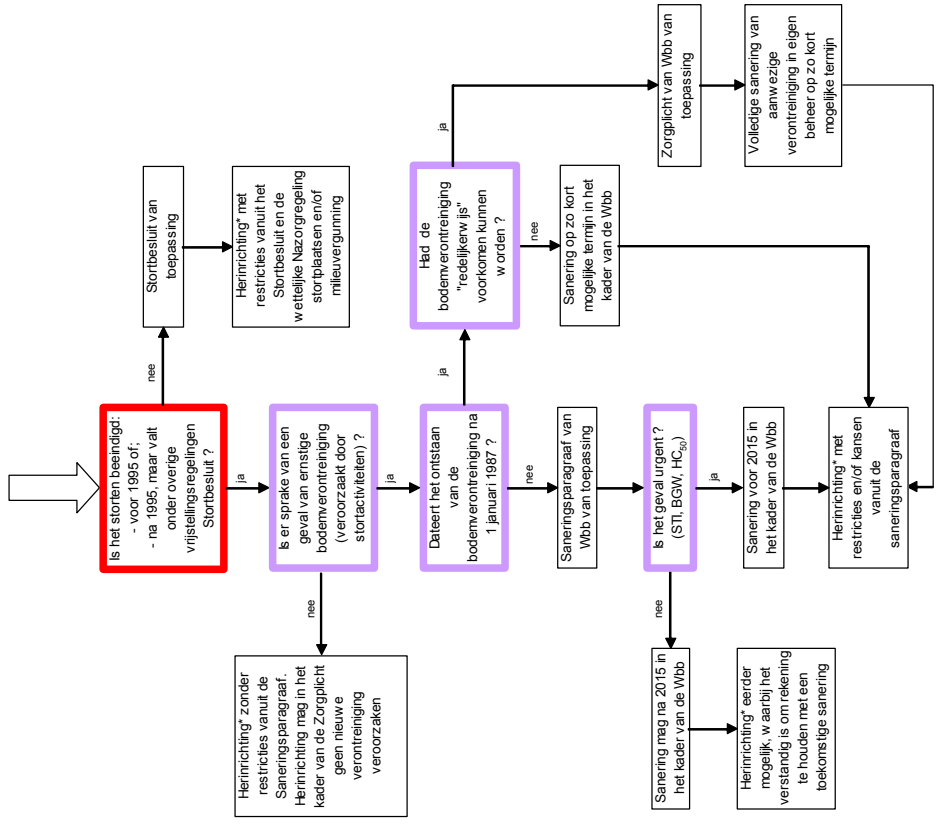 Is het storten beeindigd:
- voor 1995 of;
- na 1995, maar valt
onder overige
vrijstellingsregelingen
Stortbesluit ?
nee
Stortbesluit van
toepassing
Herinrichting* met
restricties vanuit het
Stortbesluit en de
wettelijke Nazorgregeling
stortplaatsen en/of
milieuvergunning
ja
Is er sprake van een
geval van ernstige
bodemverontreiniging
(veroorzaakt door
stortactiviteiten) ?
nee
Herinrichting* zonder
restricties vanuit de
Saneringsparagraaf.
Herinrichting mag in het
kader van de Zorgplicht
geen nieuwe
verontreiniging
veroorzaken
ja
Dateert het ontstaan
van de
bodemverontreiniging na
1 januari 1987 ?
ja
Had de
bodemverontreiniging
"redelijkerwijs"
voorkomen kunnen
worden ?
ja
Zorgplicht van Wbb van
toepassing
Volledige sanering van
aanwezige
verontreiniging in eigen
beheer op zo kort
mogelijke termijn
nee
Sanering op zo kort
mogelijke termijn in het
kader van de Wbb
nee
Saneringsparagraaf van
Wbb van toepassing
Is het geval urgent ?
(STI, BGW, HC50)
nee
Sanering mag na 2015 in
het kader van de Wbb
Herinrichting* eerder
mogelijk, waarbij het
verstandig is om rekening
te houden met een
toekomstige sanering
ja
Sanering voor 2015 in
het kader van de Wbb
Herinrichting* met
restricties en/of kansen
vanuit de
saneringsparagraaf